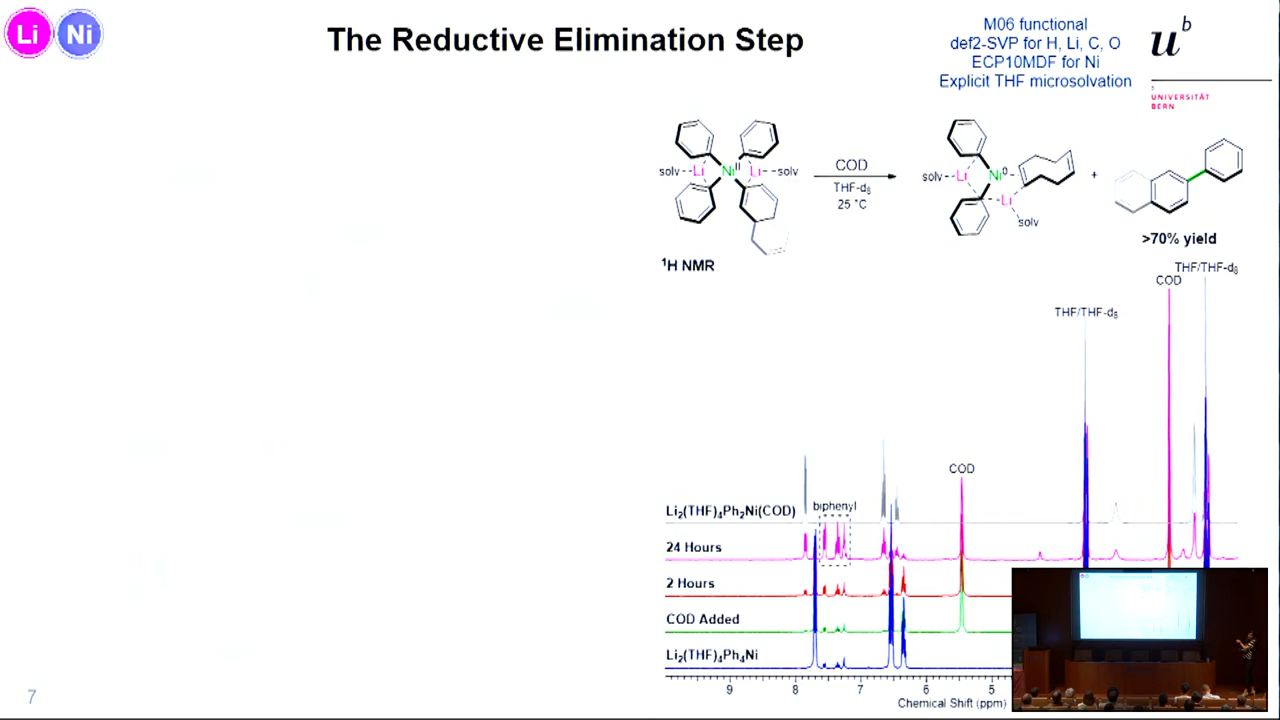 Li Ni
The Reductive Elimination Step
M06 functional
def2-SVP for H, Li, C, O
ECP10MDF for Ni
Explicit THF microsolvation
u^b
b
UNIVERSITÄT
BERN
solv Li Ni^II Li solv
COD
THF-d₈
25 °C
solv Li Ni⁰
Li
solv
+
>70% yield
¹H NMR
THF/THF-d₈
COD
THF/THF-d₈
COD
Li₂(THF)₄Ph₂Ni(COD)
biphenyl
24 Hours
2 Hours
COD Added
Li₂(THF)₄Ph₄Ni
9 8 7 6 5
Chemical Shift (ppm)
7